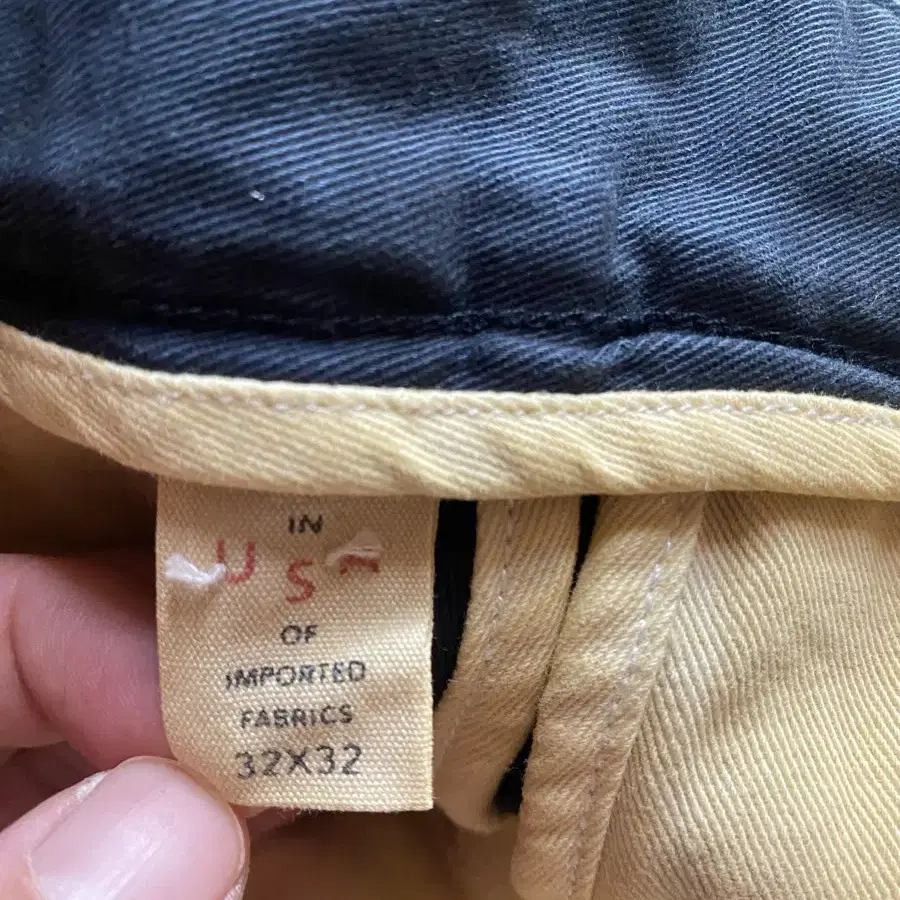 IN
USA
OF
IMPORTED
FABRICS
32X32